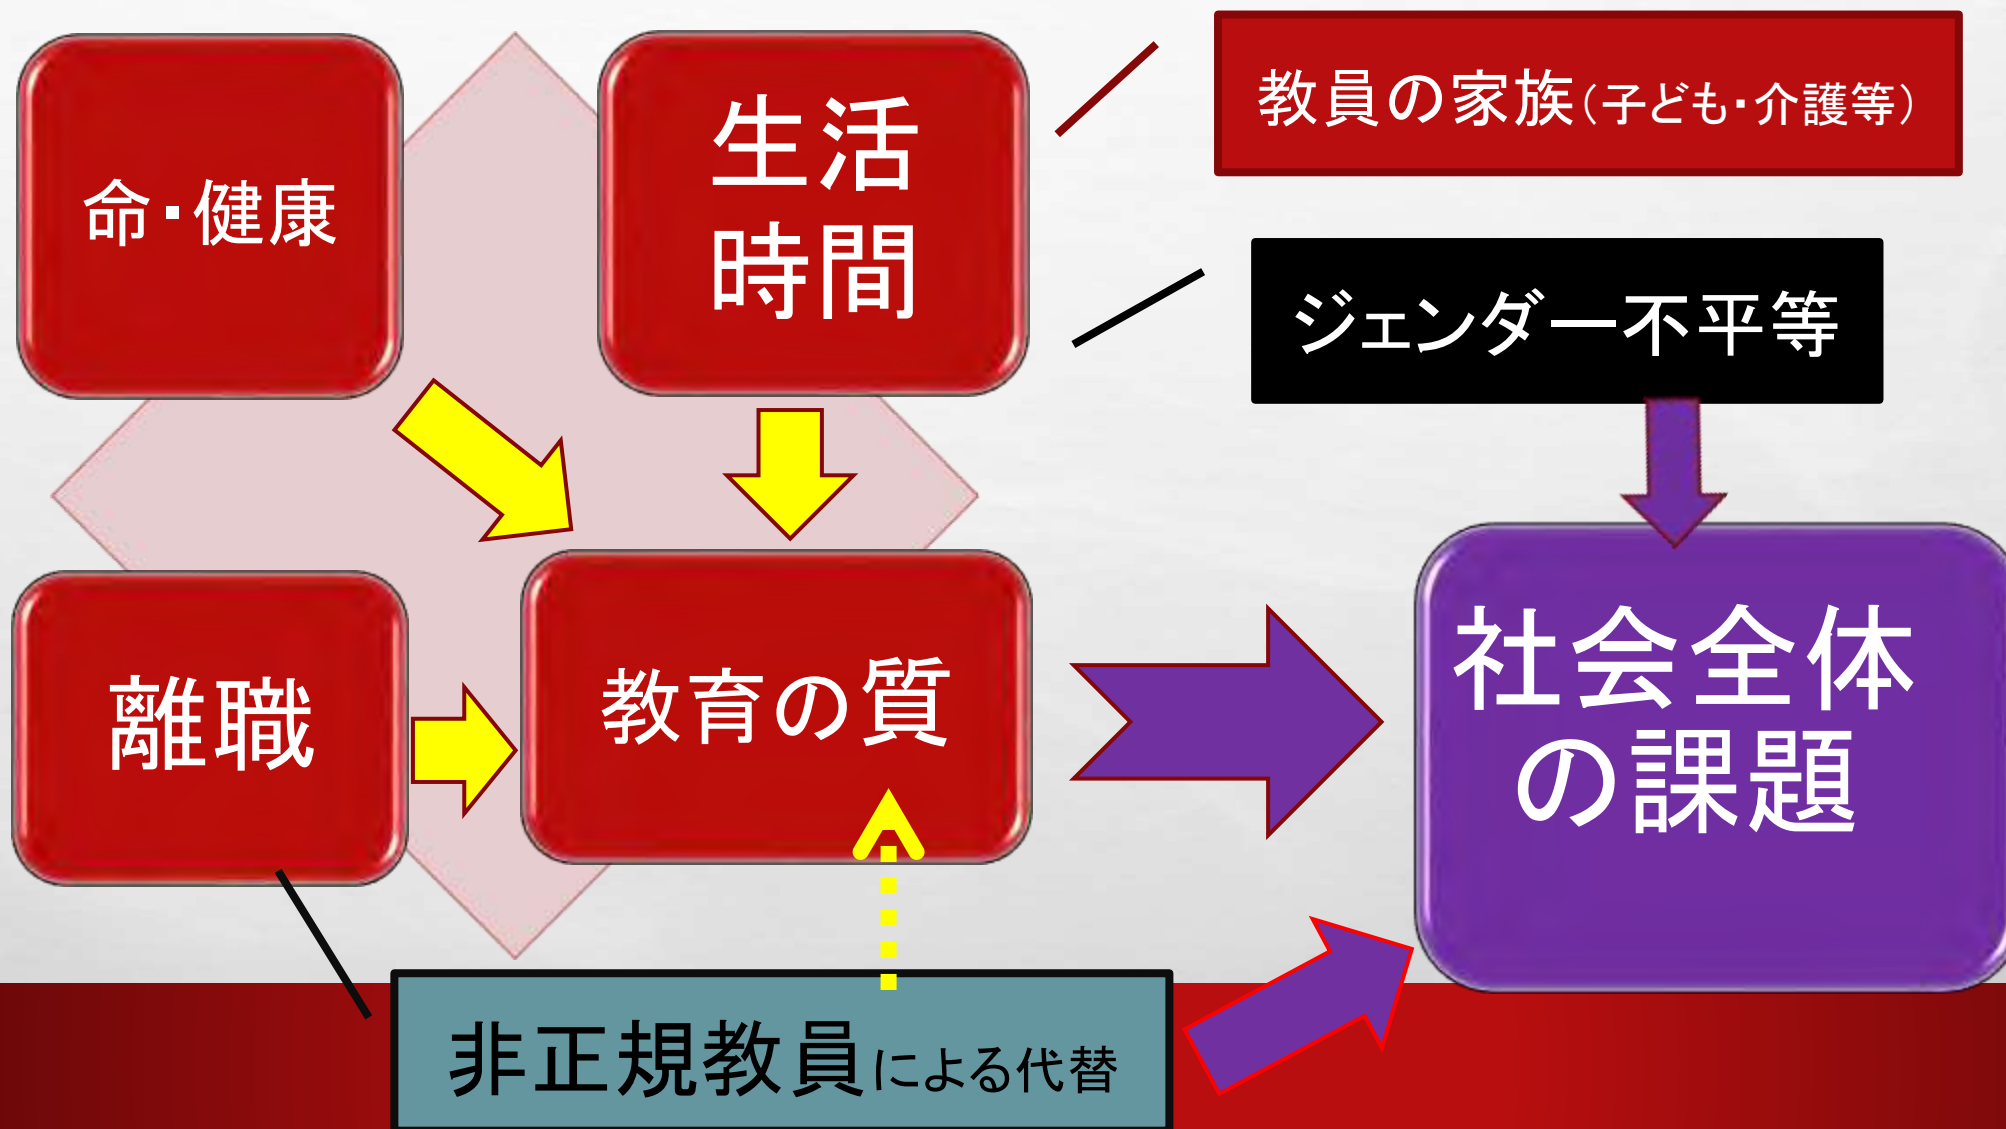 命・健康
生活
時間
教員の家族（子ども・介護等）
ジェンダー不平等
離職
教育の質
社会全体
の課題
非正規教員による代替